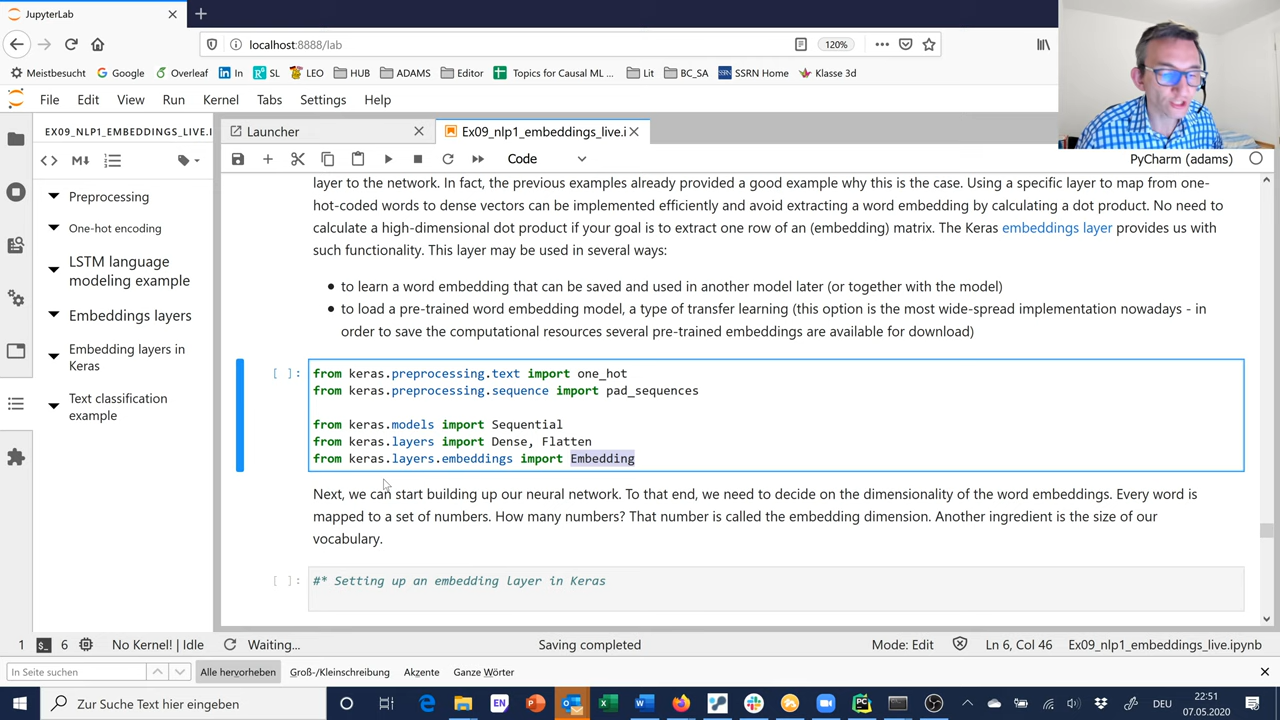 JupyterLab
localhost:8888/lab
120%
Meistbesucht Google Overleaf In SL LEO HUB ADAMS Editor Topics for Causal ML ... Lit BC_SA SSRN Home Klasse 3d
File Edit View Run Kernel Tabs Settings Help
EX09_NLP1_EMBEDDINGS_LIVE.I
Launcher
Ex09_nlp1_embeddings_live.i
Code
PyCharm (adams)
Preprocessing
One-hot encoding
LSTM language
modeling example
Embeddings layers
Embedding layers in
Keras
Text classification
example
layer to the network. In fact, the previous examples already provided a good example why this is the case. Using a specific layer to map from one-
hot-coded words to dense vectors can be implemented efficiently and avoid extracting a word embedding by calculating a dot product. No need to
calculate a high-dimensional dot product if your goal is to extract one row of an (embedding) matrix. The Keras embeddings layer provides us with
such functionality. This layer may be used in several ways:
• to learn a word embedding that can be saved and used in another model later (or together with the model)
• to load a pre-trained word embedding model, a type of transfer learning (this option is the most wide-spread implementation nowadays - in
order to save the computational resources several pre-trained embeddings are available for download)
[ ]: from keras.preprocessing.text import one_hot
from keras.preprocessing.sequence import pad_sequences
from keras.models import Sequential
from keras.layers import Dense, Flatten
from keras.layers.embeddings import Embedding
Next, we can start building up our neural network. To that end, we need to decide on the dimensionality of the word embeddings. Every word is
mapped to a set of numbers. How many numbers? That number is called the embedding dimension. Another ingredient is the size of our
vocabulary.
[ ]: #* Setting up an embedding layer in Keras
1 6 No Kernel! | Idle Waiting... Saving completed Mode: Edit Ln 6, Col 46 Ex09_nlp1_embeddings_live.ipynb
In Seite suchen Alle hervorheben Groß-/Kleinschreibung Akzente Ganze Wörter
Zur Suche Text hier eingeben
EN
DEU
22:51
07.05.2020